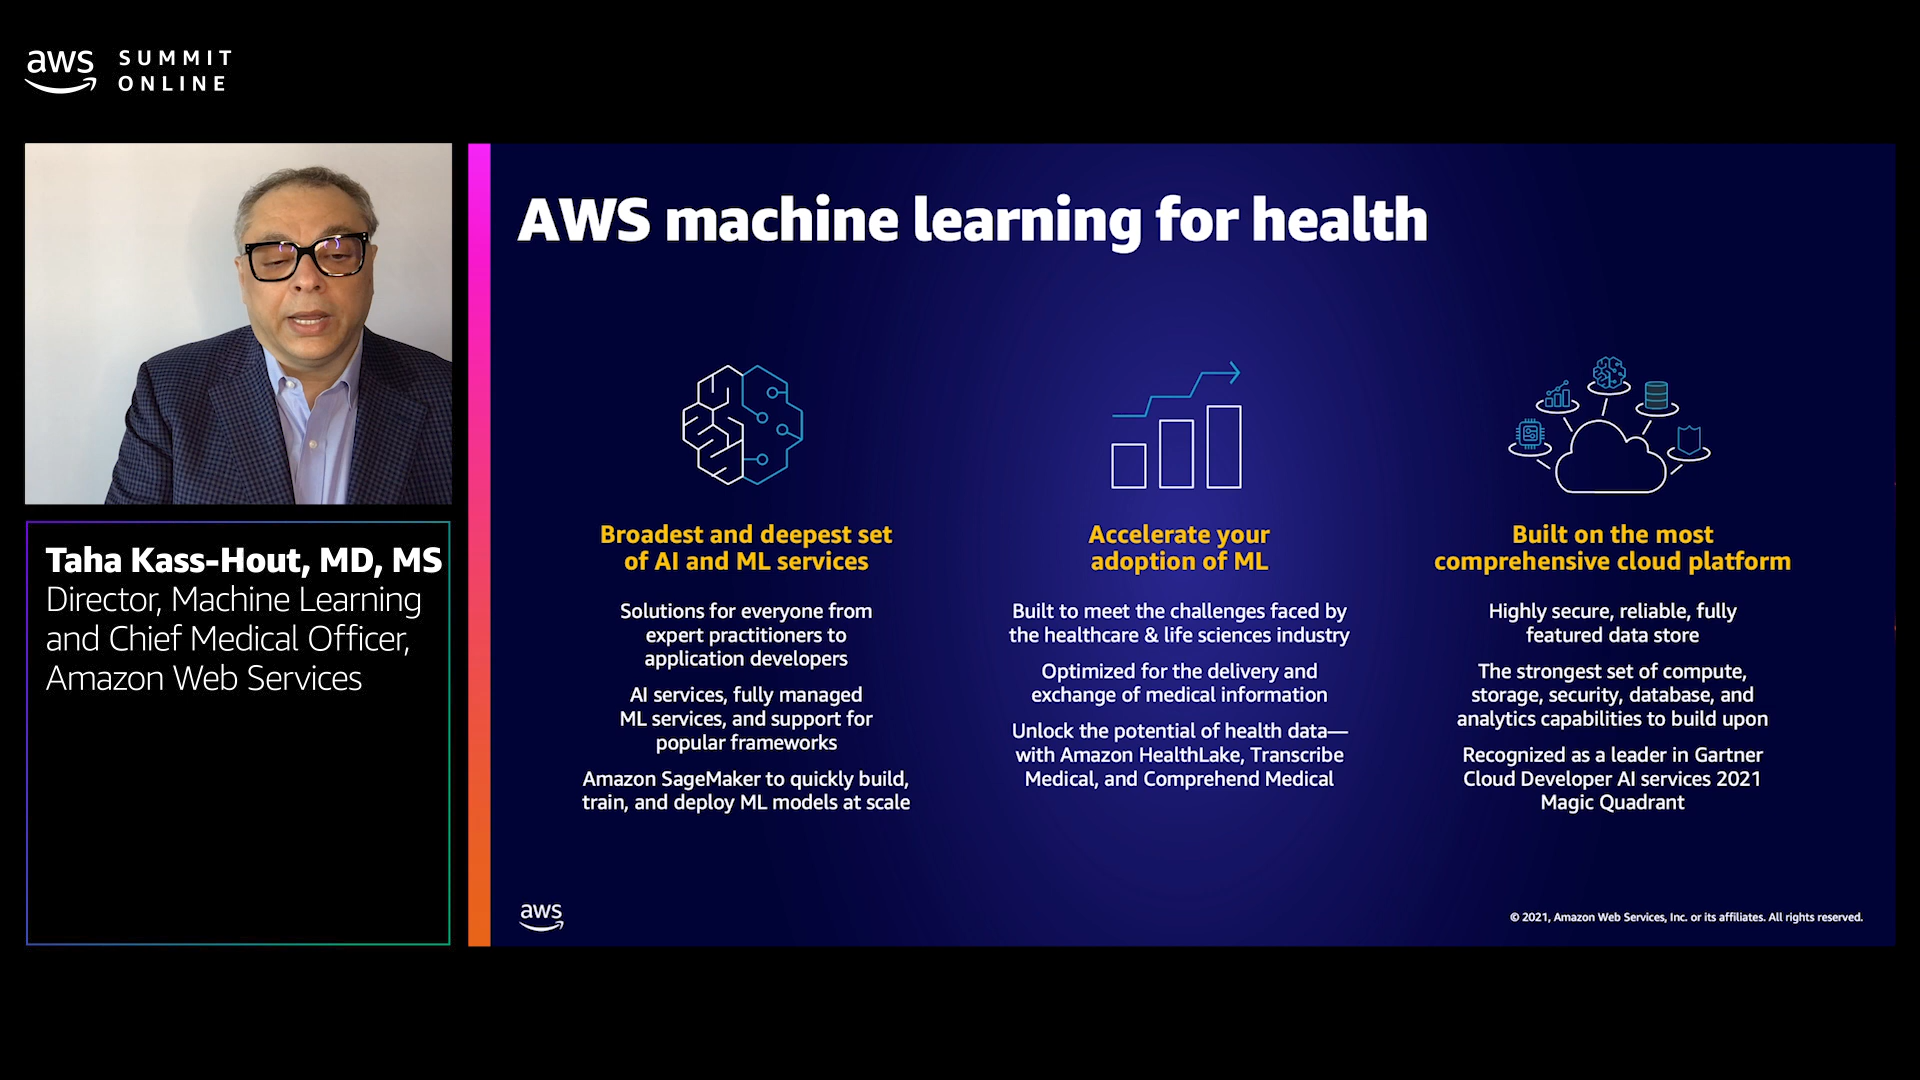 aws SUMMIT
ONLINE
Taha Kass-Hout, MD, MS
Director, Machine Learning
and Chief Medical Officer,
Amazon Web Services
AWS machine learning for health
Broadest and deepest set
of AI and ML services
Solutions for everyone from
expert practitioners to
application developers
AI services, fully managed
ML services, and support for
popular frameworks
Amazon SageMaker to quickly build,
train, and deploy ML models at scale
Accelerate your
adoption of ML
Built to meet the challenges faced by
the healthcare & life sciences industry
Optimized for the delivery and
exchange of medical information
Unlock the potential of health data—
with Amazon HealthLake, Transcribe
Medical, and Comprehend Medical
Built on the most
comprehensive cloud platform
Highly secure, reliable, fully
featured data store
The strongest set of compute,
storage, security, database, and
analytics capabilities to build upon
Recognized as a leader in Gartner
Cloud Developer AI services 2021
Magic Quadrant
aws
© 2021, Amazon Web Services, Inc. or its affiliates. All rights reserved.